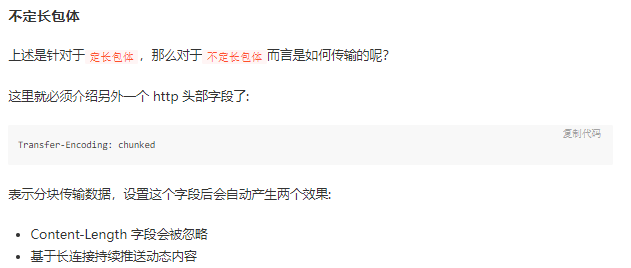 不定长包体
上述是针对于 定长包体 ，那么对于 不定长包体 而言是如何传输的呢？
这里就必须介绍另外一个 http 头部字段了:
复制代码
Transfer-Encoding: chunked
表示分块传输数据，设置这个字段后会自动产生两个效果:
• Content-Length 字段会被忽略
• 基于长连接持续推送动态内容